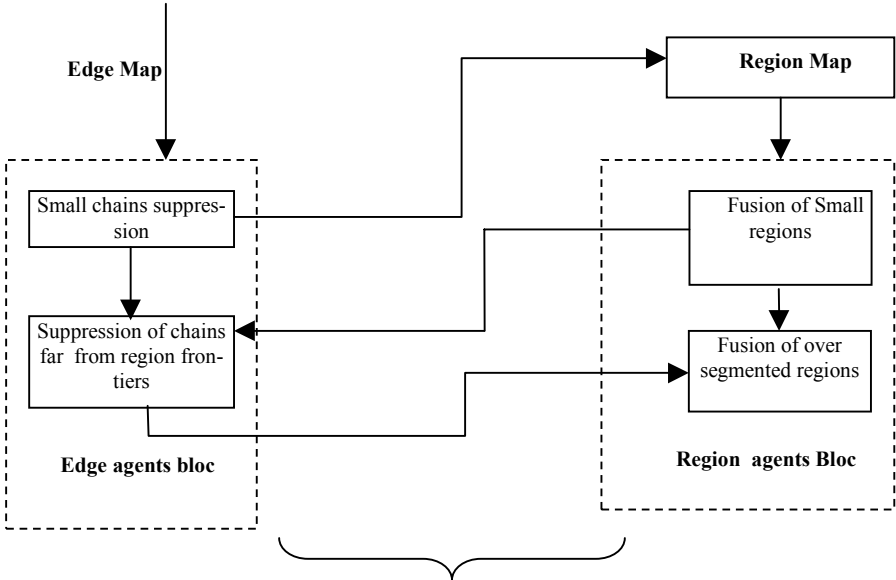 Edge Map
Region Map
Small chains suppres-
sion
Fusion of Small
regions
Suppression of chains
far from region fron-
tiers
Fusion of over
segmented regions
Edge agents bloc
Region agents Bloc